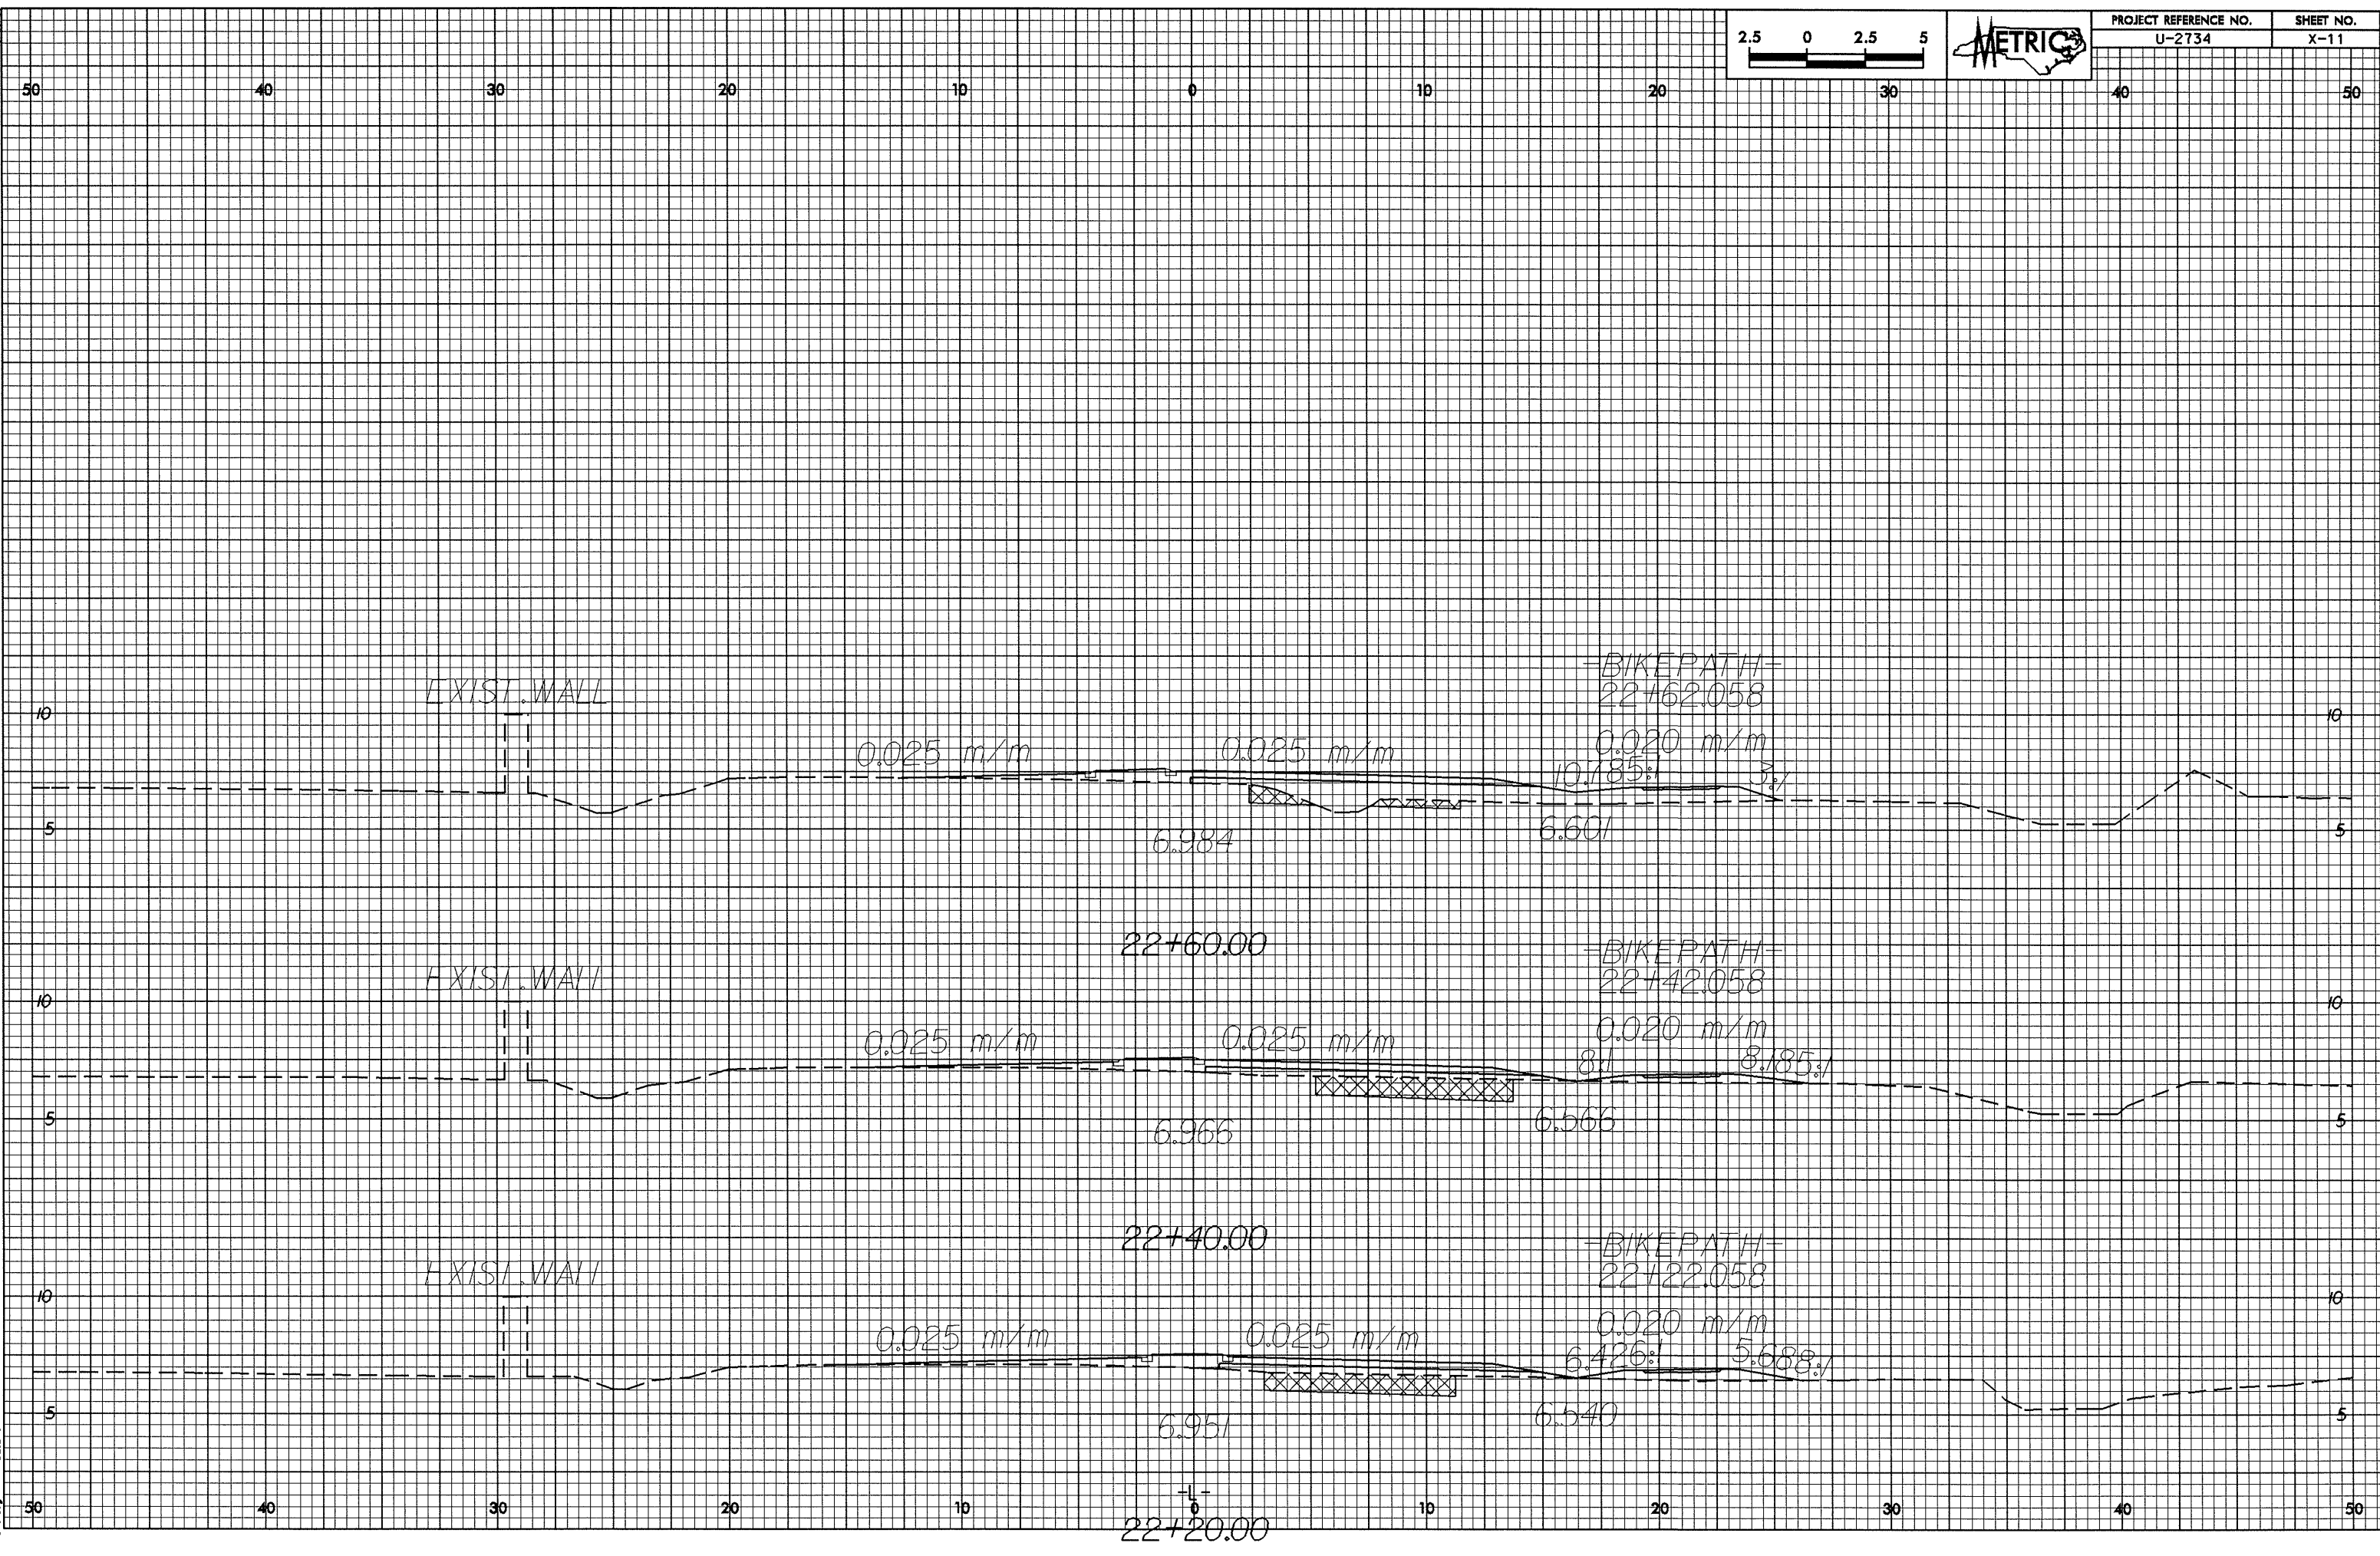 PROJECT REFERENCE NO. SHEET NO.
2.5 0 2.5 5 METRIC U-2734 X-11
50 40 30 20 10 0 10 20 30 40 50
-BIKEPATH-
EXIST.WALL 22+62.058
10 10
0.025 m/m 0.025 m/m 0.020 m/m
10.785:1 3:1
5 6.984 6.601 5
22+60.00 -BIKEPATH-
EXIST.WALL 22+42.058
10 10
0.025 m/m 0.025 m/m 0.020 m/m
8:1 8.185:1
5 6.966 6.566 5
22+40.00 -BIKEPATH-
EXIST.WALL 22+22.058
10 10
0.025 m/m 0.025 m/m 0.020 m/m
6.426:1 5.688:1
5 6.951 6.540 5
-L-
50 40 30 20 10 0 10 20 30 40 50
22+20.00